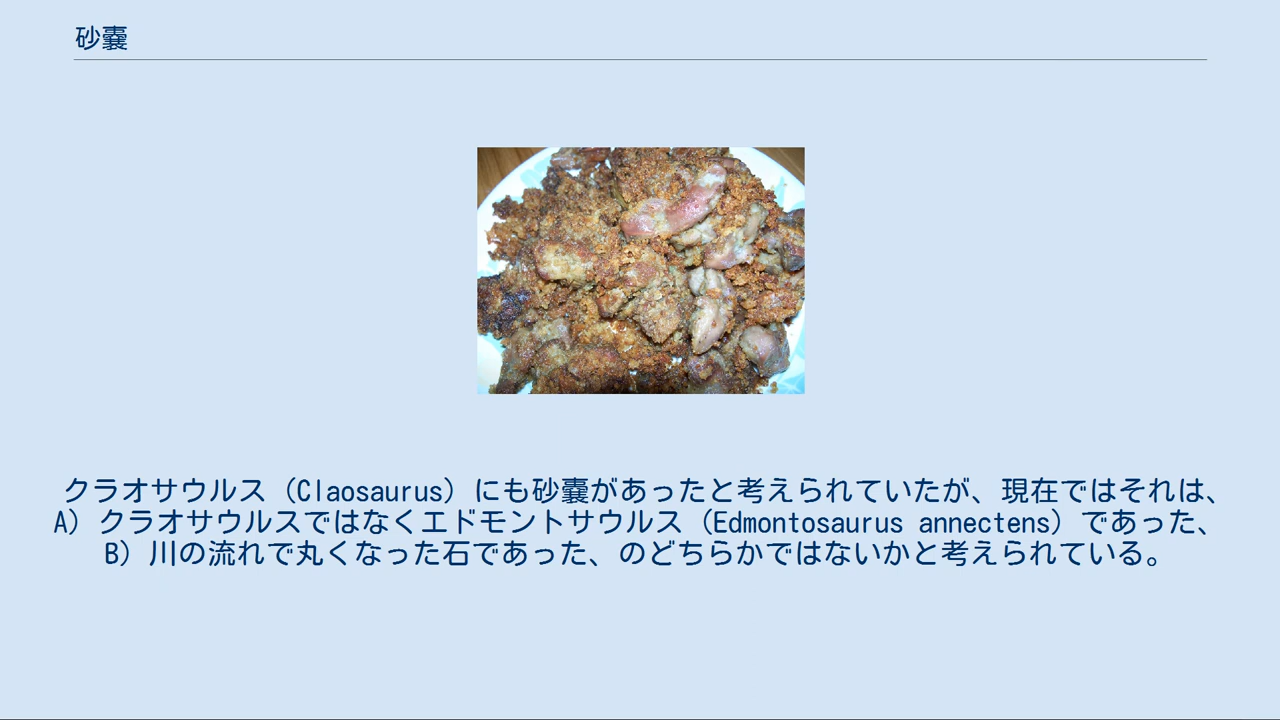 砂嚢
クラオサウルス（Claosaurus）にも砂嚢があったと考えられていたが、現在ではそれは、
A）クラオサウルスではなくエドモントサウルス（Edmontosaurus annectens）であった、
B）川の流れで丸くなった石であった、のどちらかではないかと考えられている。